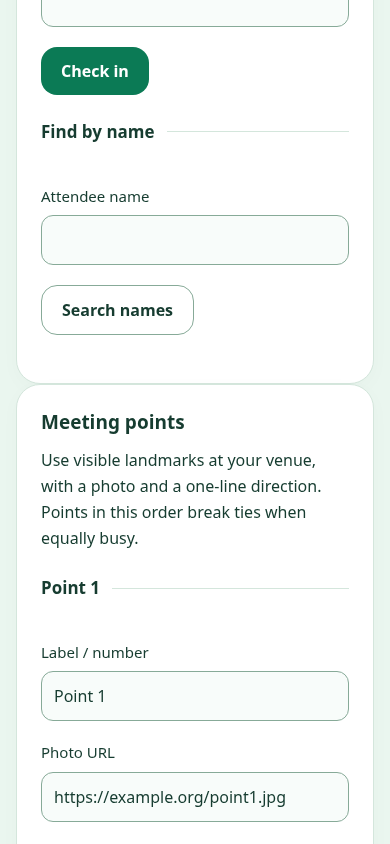 Check in
Find by name
Attendee name
Search names
Meeting points
Use visible landmarks at your venue,
with a photo and a one-line direction.
Points in this order break ties when
equally busy.
Point 1
Label / number
Point 1
Photo URL
https://example.org/point1.jpg